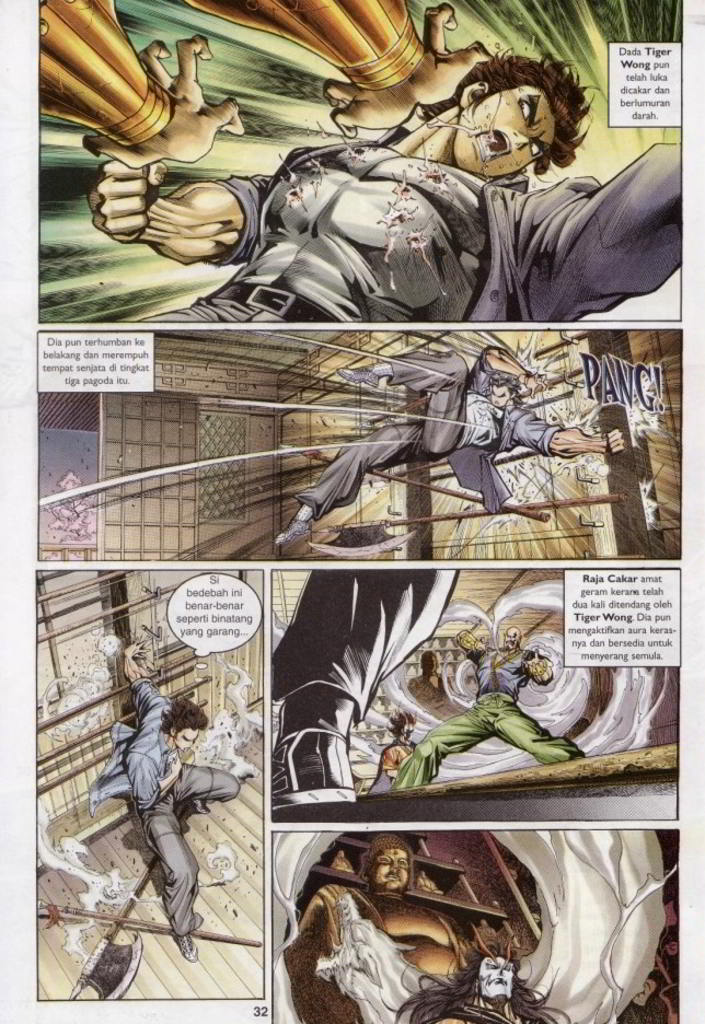 Dada Tiger
Wong pun
telah luka
dicakar dan
berlumuran
darah.
Dia pun terhumban ke
belakang dan merempuh
tempat senjata di tingkat
tiga pagoda itu.
PANG!
Si
bedebah ini
benar-benar
seperti binatang
yang garang...
Raja Cakar amat
geram kerana telah
dua kali ditendang oleh
Tiger Wong. Dia pun
mengaktifkan aura keras-
nya dan bersedia untuk
menyerang semula.
32